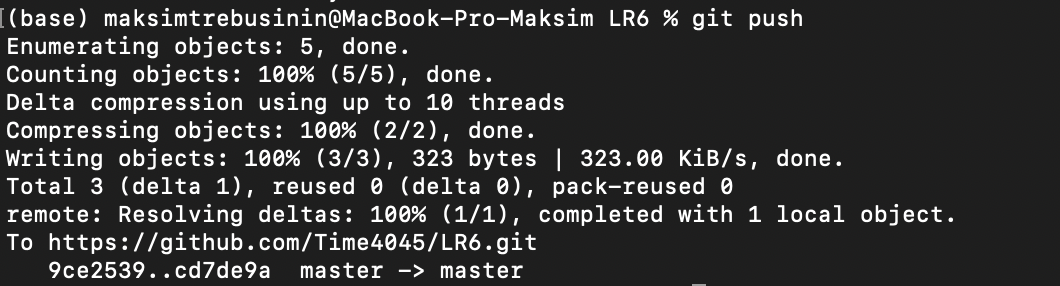 [(base) maksimtrebusinin@MacBook-Pro-Maksim LR6 % git push
Enumerating objects: 5, done.
Counting objects: 100% (5/5), done.
Delta compression using up to 10 threads
Compressing objects: 100% (2/2), done.
Writing objects: 100% (3/3), 323 bytes | 323.00 KiB/s, done.
Total 3 (delta 1), reused 0 (delta 0), pack-reused 0
remote: Resolving deltas: 100% (1/1), completed with 1 local object.
To https://github.com/Time4045/LR6.git
   9ce2539..cd7de9a  master -> master